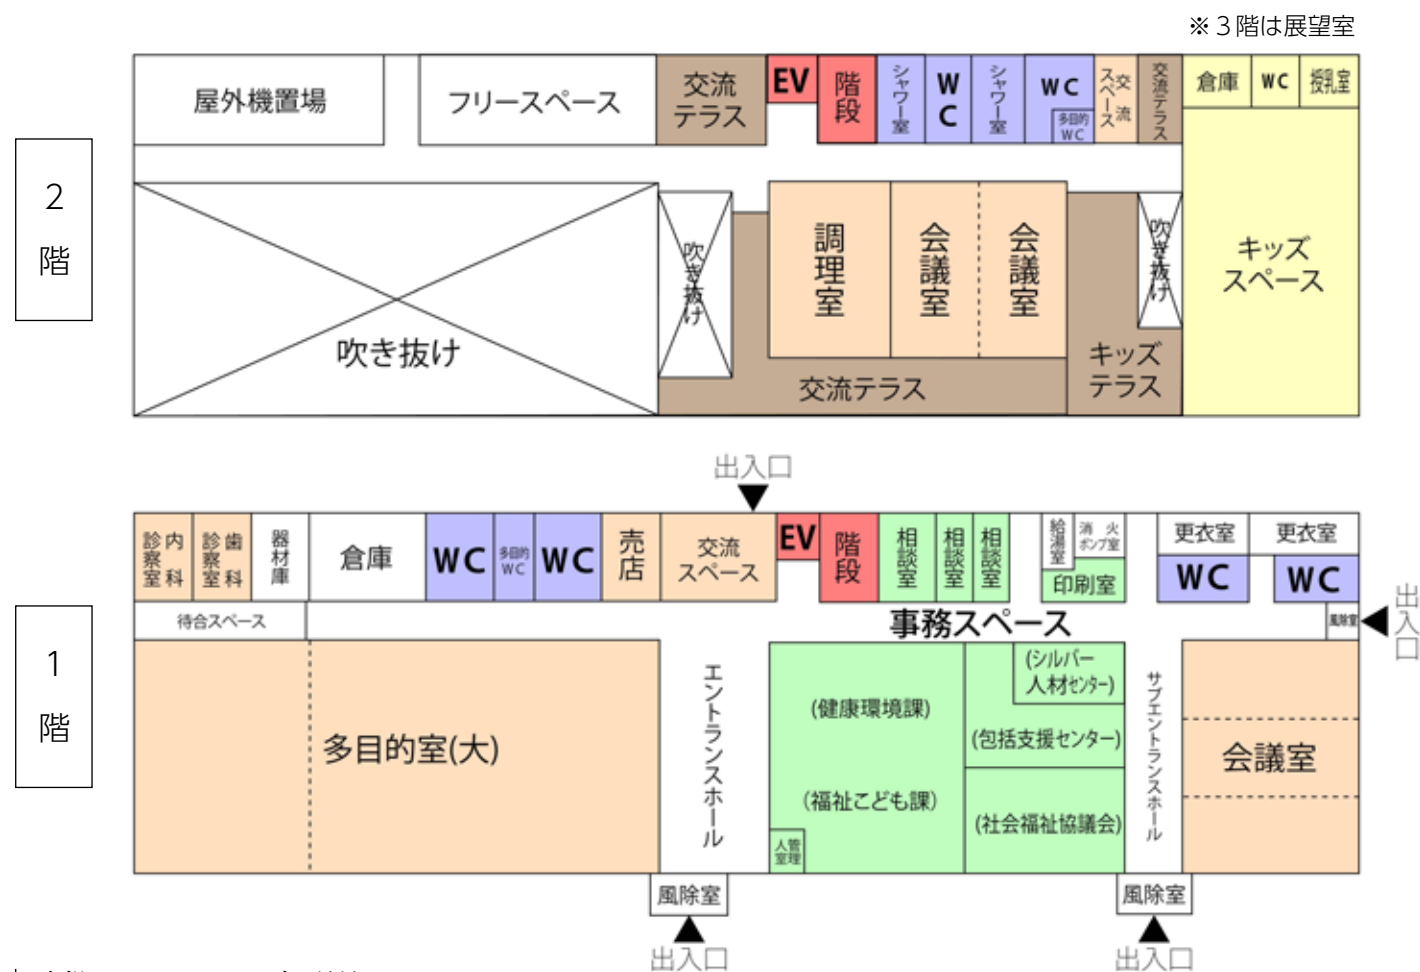 ※３階は展望室
2
階
屋外機置場
フリースペース
交流
テラス
EV
階段
シャワー室
WC
シャワー室
WC
多目的
WC
交流
スペース
交流テラス
倉庫
WC
授乳室
吹き抜け
吹き抜け
調理室
会議室
会議室
吹き抜け
キッズ
スペース
キッズ
テラス
交流テラス
出入口
1
階
内科
診察室
歯科
診察室
器材庫
倉庫
WC
多目的
WC
WC
売店
交流
スペース
EV
階段
相談室
相談室
相談室
給湯室
消火
ポンプ室
印刷室
更衣室
更衣室
WC
WC
待合スペース
事務スペース
風除室
出入口
多目的室(大)
エントランスホール
(健康環境課)
(福祉こども課)
管理
人室
(シルバー
人材センター)
(包括支援センター)
(社会福祉協議会)
サブエントランスホール
会議室
風除室
風除室
出入口
出入口